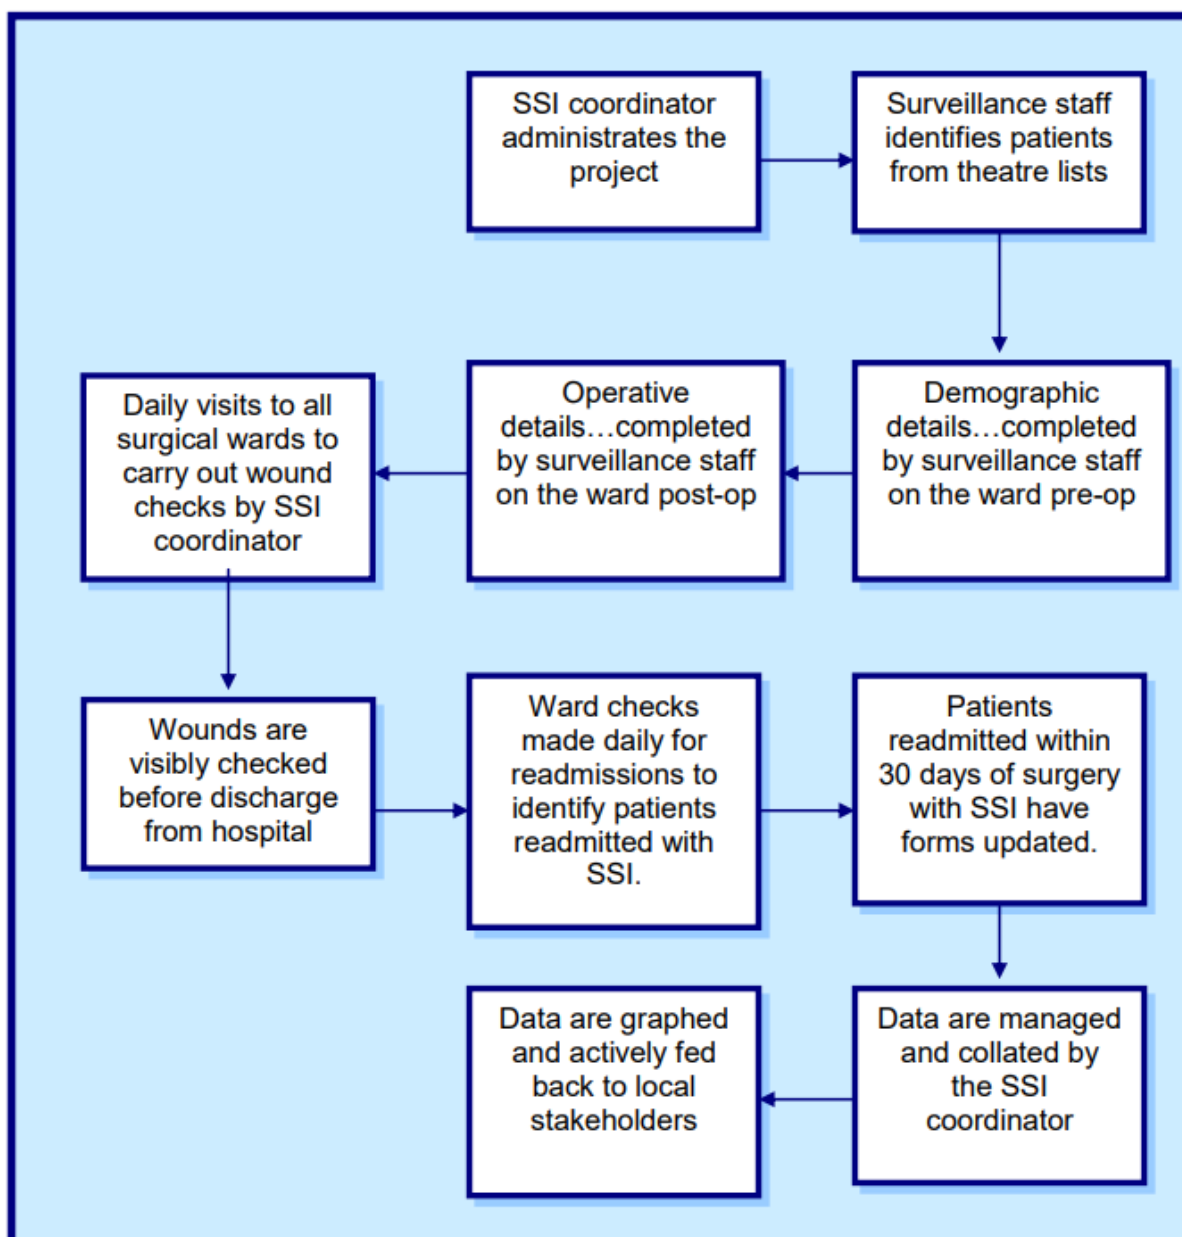 SSI coordinator
administrates the
project
Surveillance staff
identifies patients
from theatre lists
Demographic
details...completed
by surveillance staff
on the ward pre-op
Operative
details...completed
by surveillance staff
on the ward post-op
Daily visits to all
surgical wards to
carry out wound
checks by SSI
coordinator
Wounds are
visibly checked
before discharge
from hospital
Ward checks
made daily for
readmissions to
identify patients
readmitted with
SSI.
Patients
readmitted within
30 days of surgery
with SSI have
forms updated.
Data are managed
and collated by
the SSI
coordinator
Data are graphed
and actively fed
back to local
stakeholders